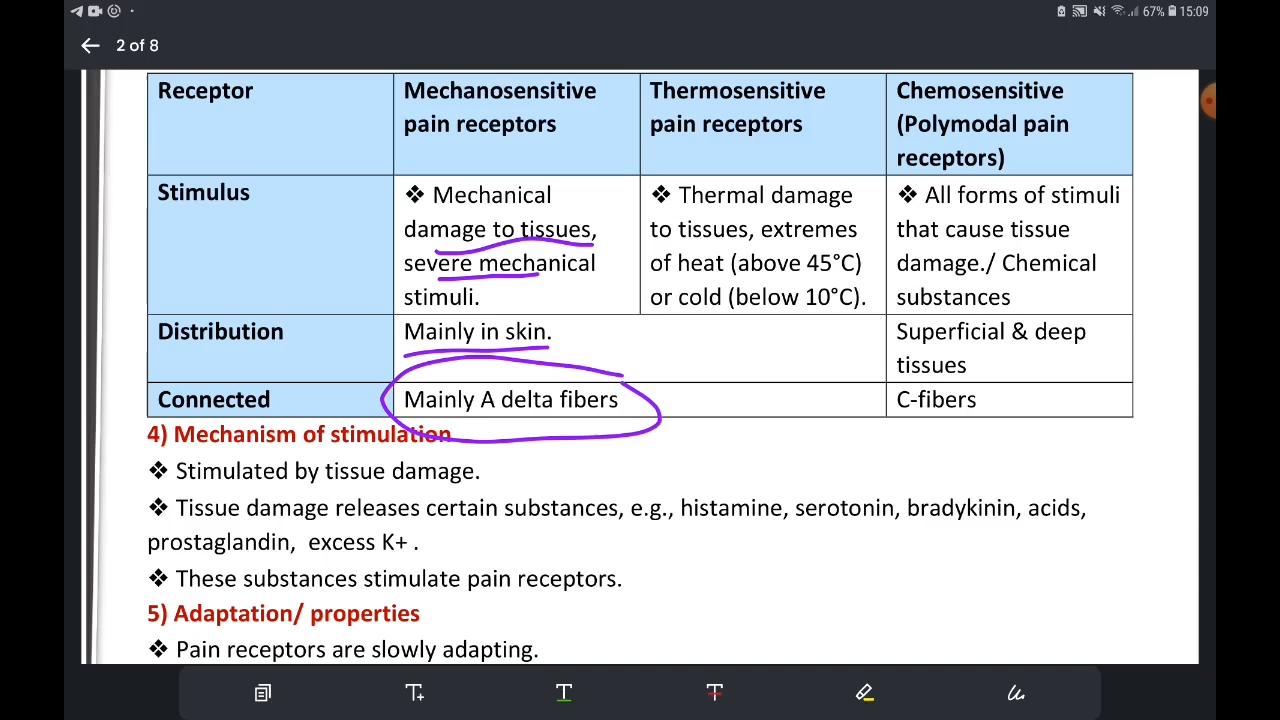 67% 15:09
2 of 8
Receptor
Mechanosensitive
pain receptors
Thermosensitive
pain receptors
Chemosensitive
(Polymodal pain
receptors)
Stimulus
❖ Mechanical
damage to tissues,
severe mechanical
stimuli.
❖ Thermal damage
to tissues, extremes
of heat (above 45°C)
or cold (below 10°C).
❖ All forms of stimuli
that cause tissue
damage./ Chemical
substances
Distribution
Mainly in skin.
Superficial & deep
tissues
Connected
Mainly A delta fibers
C-fibers
4) Mechanism of stimulation
❖ Stimulated by tissue damage.
❖ Tissue damage releases certain substances, e.g., histamine, serotonin, bradykinin, acids,
prostaglandin, excess K+ .
❖ These substances stimulate pain receptors.
5) Adaptation/ properties
❖ Pain receptors are slowly adapting.